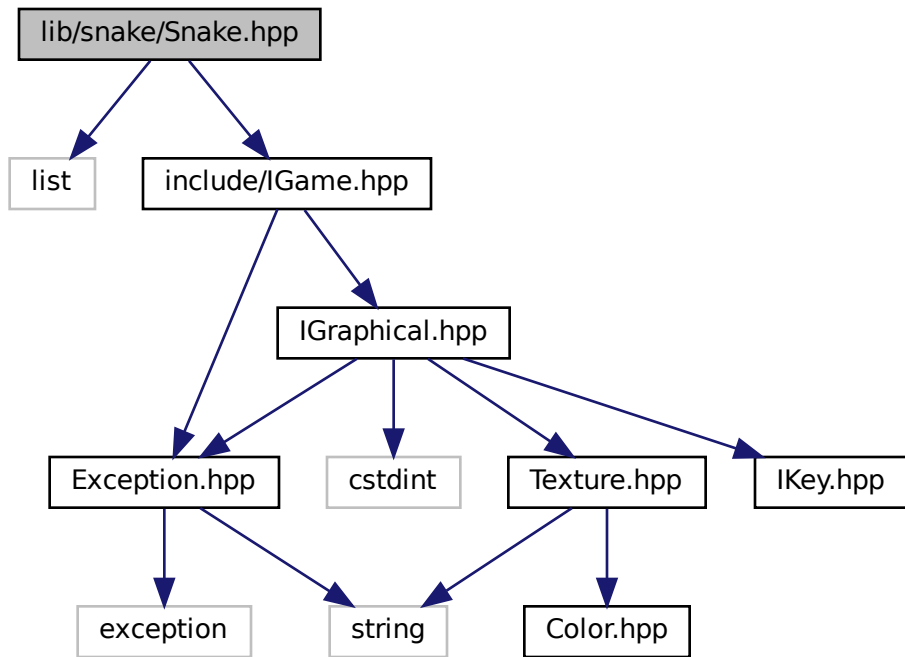 lib/snake/Snake.hpp
list
include/IGame.hpp
IGraphical.hpp
Exception.hpp
cstdint
Texture.hpp
IKey.hpp
exception
string
Color.hpp